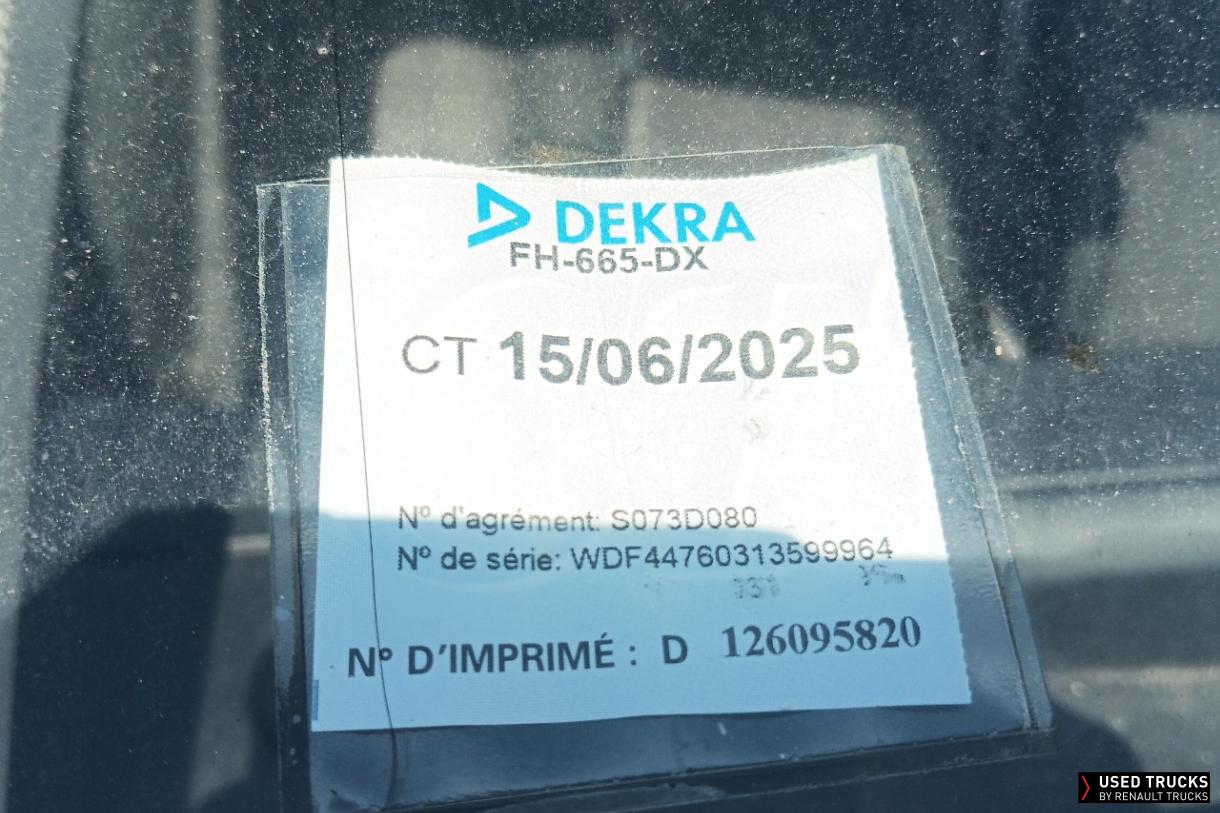 DEKRA
FH-665-DX
CT 15/06/2025
N° d'agrément: S073D080
N° de série: WDF44760313599964
N° D'IMPRIMÉ : D 126095820
USED TRUCKS
BY RENAULT TRUCKS